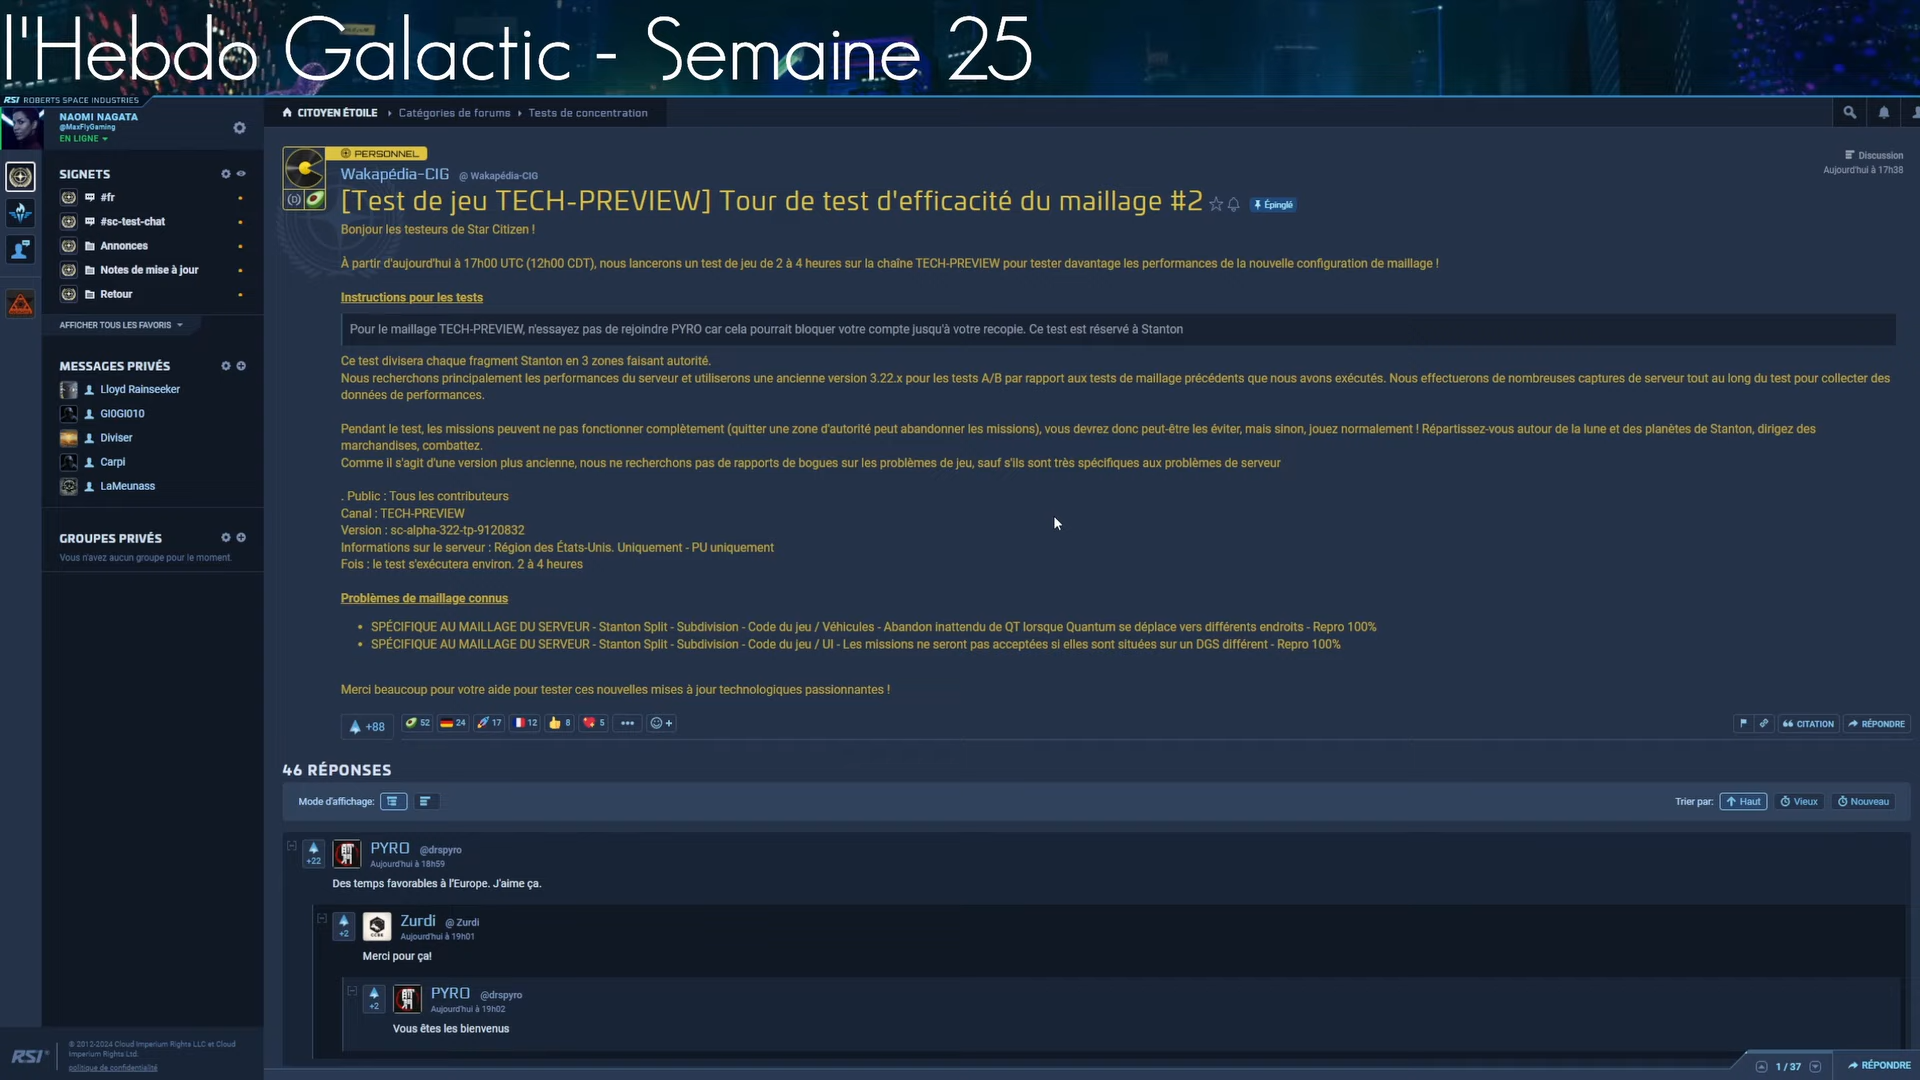 l'Hebdo Galactic - Semaine 25
RSI ROBERTS SPACE INDUSTRIES
NAOMI NAGATA
@MaxFlyGaming
EN LIGNE
CITOYEN ÉTOILE
Catégories de forums
Tests de concentration
SIGNETS
#fr
#sc-test-chat
Annonces
Notes de mise à jour
Retour
AFFICHER TOUS LES FAVORIS
MESSAGES PRIVÉS
Lloyd Rainseeker
GI0GI010
Diviser
Carpi
LaMeunass
GROUPES PRIVÉS
Vous n'avez aucun groupe pour le moment.
PERSONNEL
Wakapédia-CIG @ Wakapédia-CIG
Discussion
Aujourd'hui à 17h38
[Test de jeu TECH-PREVIEW] Tour de test d'efficacité du maillage #2
Épinglé
Bonjour les testeurs de Star Citizen !
À partir d'aujourd'hui à 17h00 UTC (12h00 CDT), nous lancerons un test de jeu de 2 à 4 heures sur la chaîne TECH-PREVIEW pour tester davantage les performances de la nouvelle configuration de maillage !
Instructions pour les tests
Pour le maillage TECH-PREVIEW, n'essayez pas de rejoindre PYRO car cela pourrait bloquer votre compte jusqu'à votre recopie. Ce test est réservé à Stanton
Ce test divisera chaque fragment Stanton en 3 zones faisant autorité.
Nous recherchons principalement les performances du serveur et utiliserons une ancienne version 3.22.x pour les tests A/B par rapport aux tests de maillage précédents que nous avons exécutés. Nous effectuerons de nombreuses captures de serveur tout au long du test pour collecter des
données de performances.
Pendant le test, les missions peuvent ne pas fonctionner complètement (quitter une zone d'autorité peut abandonner les missions), vous devrez donc peut-être les éviter, mais sinon, jouez normalement ! Répartissez-vous autour de la lune et des planètes de Stanton, dirigez des
marchandises, combattez.
Comme il s'agit d'une version plus ancienne, nous ne recherchons pas de rapports de bogues sur les problèmes de jeu, sauf s'ils sont très spécifiques aux problèmes de serveur
. Public : Tous les contributeurs
Canal : TECH-PREVIEW
Version : sc-alpha-322-tp-9120832
Informations sur le serveur : Région des États-Unis. Uniquement - PU uniquement
Fois : le test s'exécutera environ. 2 à 4 heures
Problèmes de maillage connus
• SPÉCIFIQUE AU MAILLAGE DU SERVEUR - Stanton Split - Subdivision - Code du jeu / Véhicules - Abandon inattendu de QT lorsque Quantum se déplace vers différents endroits - Repro 100%
• SPÉCIFIQUE AU MAILLAGE DU SERVEUR - Stanton Split - Subdivision - Code du jeu / UI - Les missions ne seront pas acceptées si elles sont situées sur un DGS différent - Repro 100%
Merci beaucoup pour votre aide pour tester ces nouvelles mises à jour technologiques passionnantes !
+88 52 24 17 12 8 5 ••• +
CITATION RÉPONDRE
46 RÉPONSES
Mode d'affichage:
Trier par: Haut Vieux Nouveau
+22
PYRO @drspyro
Aujourd'hui à 18h59
Des temps favorables à l'Europe. J'aime ça.
+2
Zurdi @ Zurdi
Aujourd'hui à 19h01
Merci pour ça!
+2
PYRO @drspyro
Aujourd'hui à 19h02
Vous êtes les bienvenus
RSI
© 2012-2024 Cloud Imperium Rights LLC et Cloud
Imperium Rights Ltd.
politique de confidentialité
1 / 37
RÉPONDRE